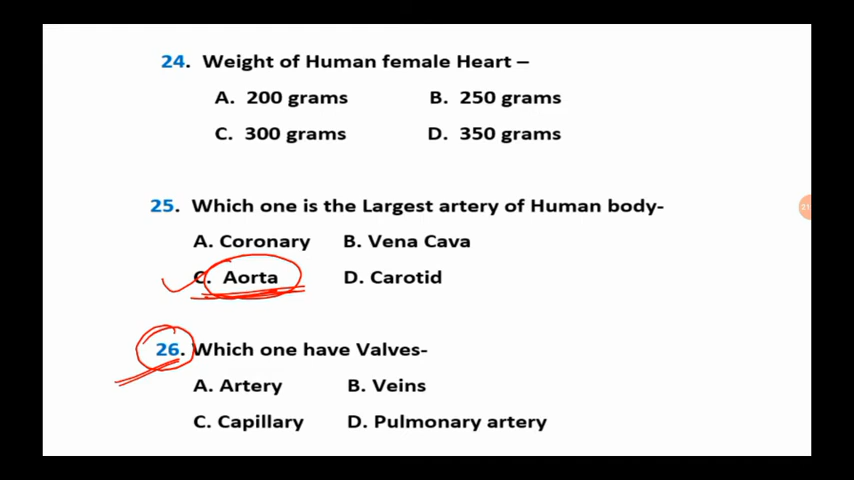 24. Weight of Human female Heart –
A. 200 grams B. 250 grams
C. 300 grams D. 350 grams
25. Which one is the Largest artery of Human body-
A. Coronary B. Vena Cava
C. Aorta D. Carotid
26. Which one have Valves-
A. Artery B. Veins
C. Capillary D. Pulmonary artery